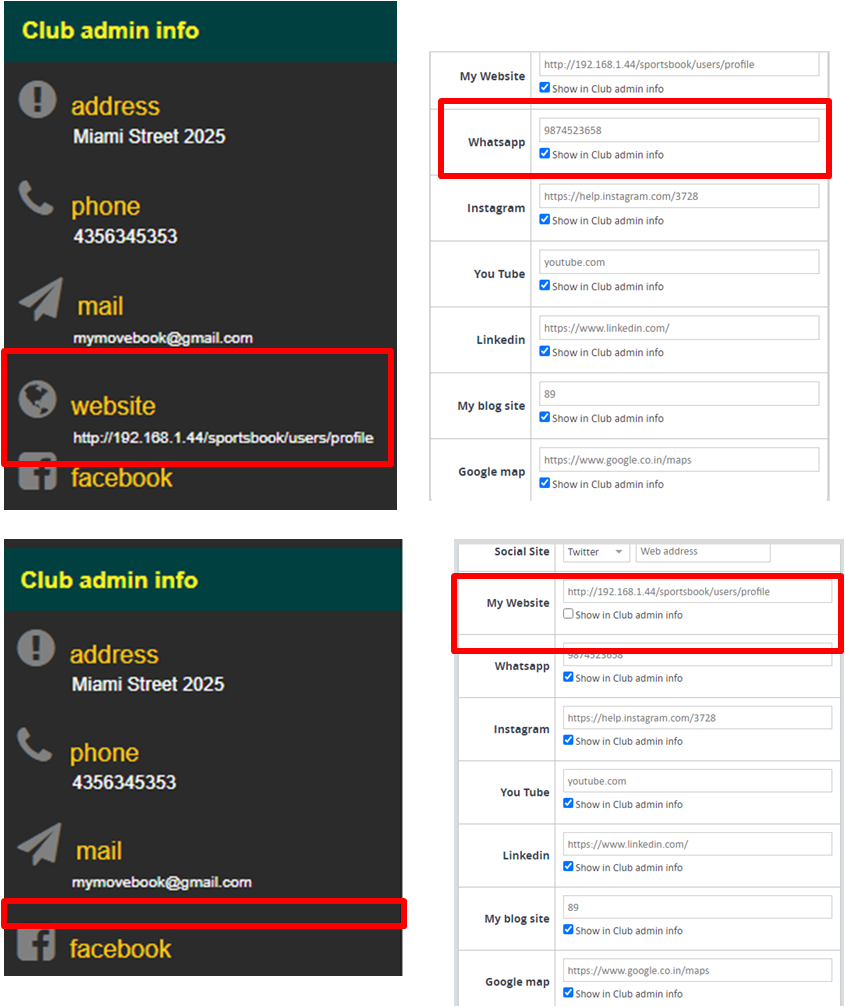 Club admin info
address
Miami Street 2025
phone
4356345353
mail
mymovebook@gmail.com
website
http://192.168.1.44/sportsbook/users/profile
facebook
My Website
http://192.168.1.44/sportsbook/users/profile
Show in Club admin info
Whatsapp
9874523658
Show in Club admin info
Instagram
https://help.instagram.com/3728
Show in Club admin info
You Tube
youtube.com
Show in Club admin info
Linkedin
https://www.linkedin.com/
Show in Club admin info
My blog site
89
Show in Club admin info
Google map
https://www.google.co.in/maps
Show in Club admin info
Club admin info
address
Miami Street 2025
phone
4356345353
mail
mymovebook@gmail.com
facebook
Social Site Twitter Web address
My Website
http://192.168.1.44/sportsbook/users/profile
Show in Club admin info
Whatsapp
9874523658
Show in Club admin info
Instagram
https://help.instagram.com/3728
Show in Club admin info
You Tube
youtube.com
Show in Club admin info
Linkedin
https://www.linkedin.com/
Show in Club admin info
My blog site
89
Show in Club admin info
Google map
https://www.google.co.in/maps
Show in Club admin info